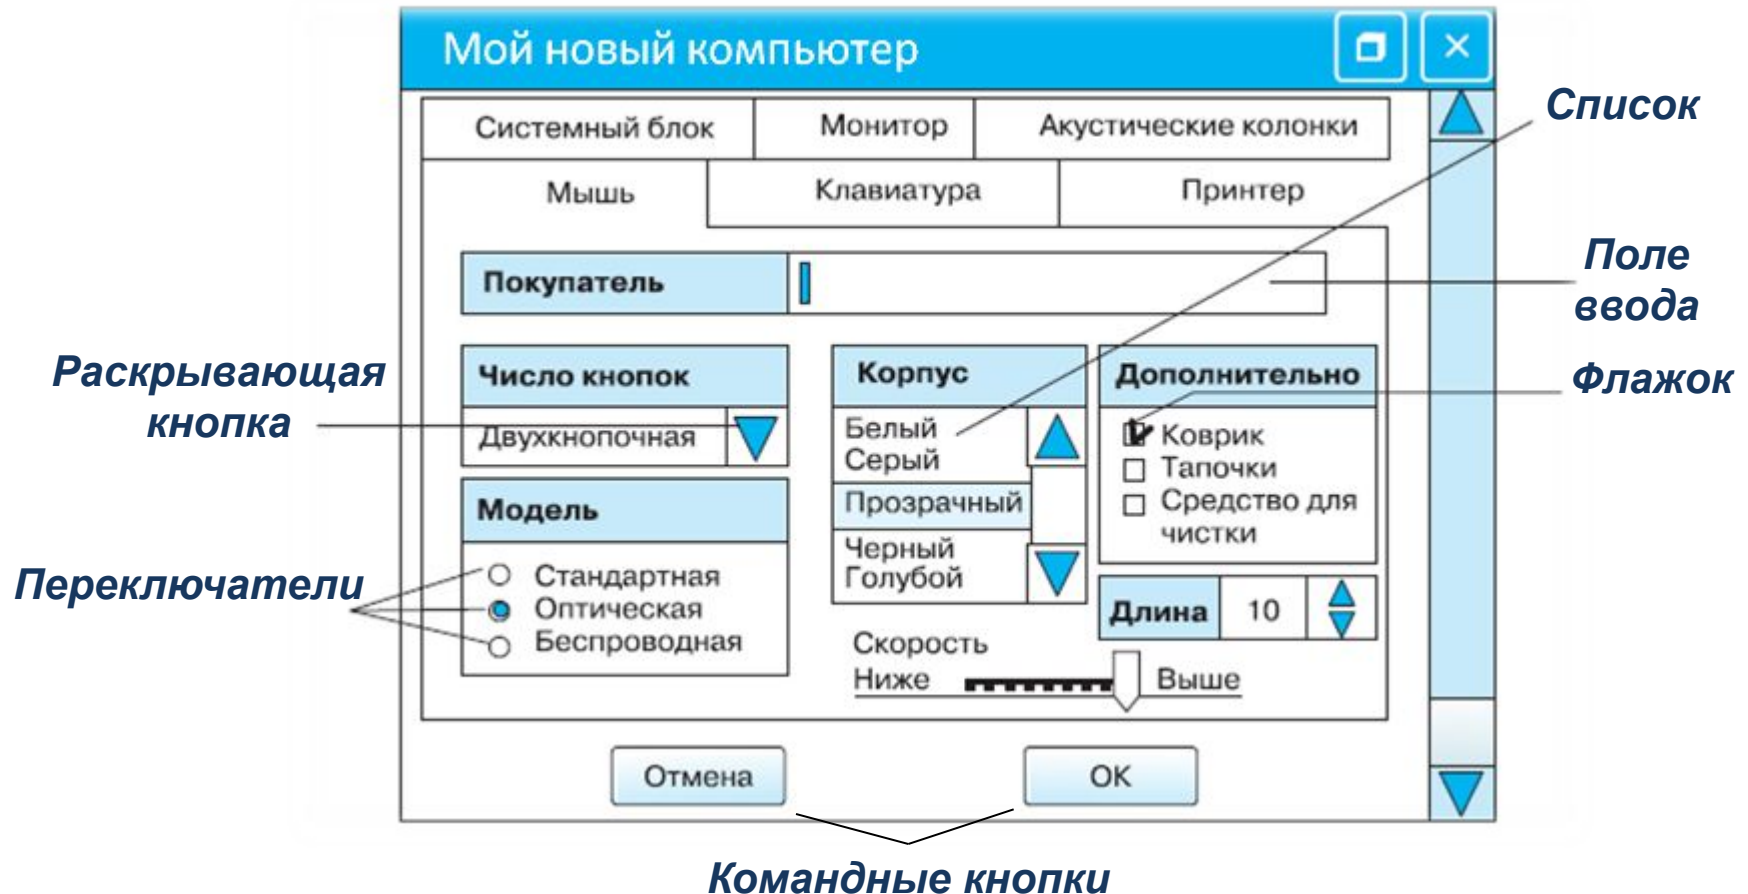 Мой новый компьютер
Список
Системный блок
Монитор
Акустические колонки
Мышь
Клавиатура
Принтер
Покупатель
Поле
ввода
Раскрывающая
кнопка
Число кнопок
Двухкнопочная
Корпус
Белый
Серый
Прозрачный
Черный
Голубой
Дополнительно
Коврик
Тапочки
Средство для
чистки
Флажок
Модель
Стандартная
Оптическая
Беспроводная
Переключатели
Длина
10
Скорость
Ниже
Выше
Отмена
ОК
Командные кнопки